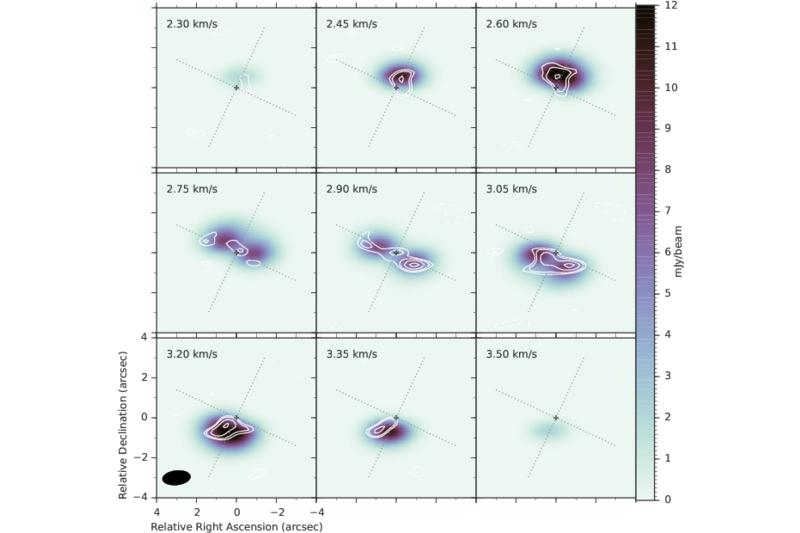 2.30 km/s 2.45 km/s 2.60 km/s 12
11
10
9
8
2.75 km/s 2.90 km/s 3.05 km/s 7
6
5
4
3.20 km/s 3.35 km/s 3.50 km/s 3
2
1
0
mJy/beam
4
2
0
−2
−4
Relative Declination (arcsec)
4 2 0 −2 −4
Relative Right Ascension (arcsec)